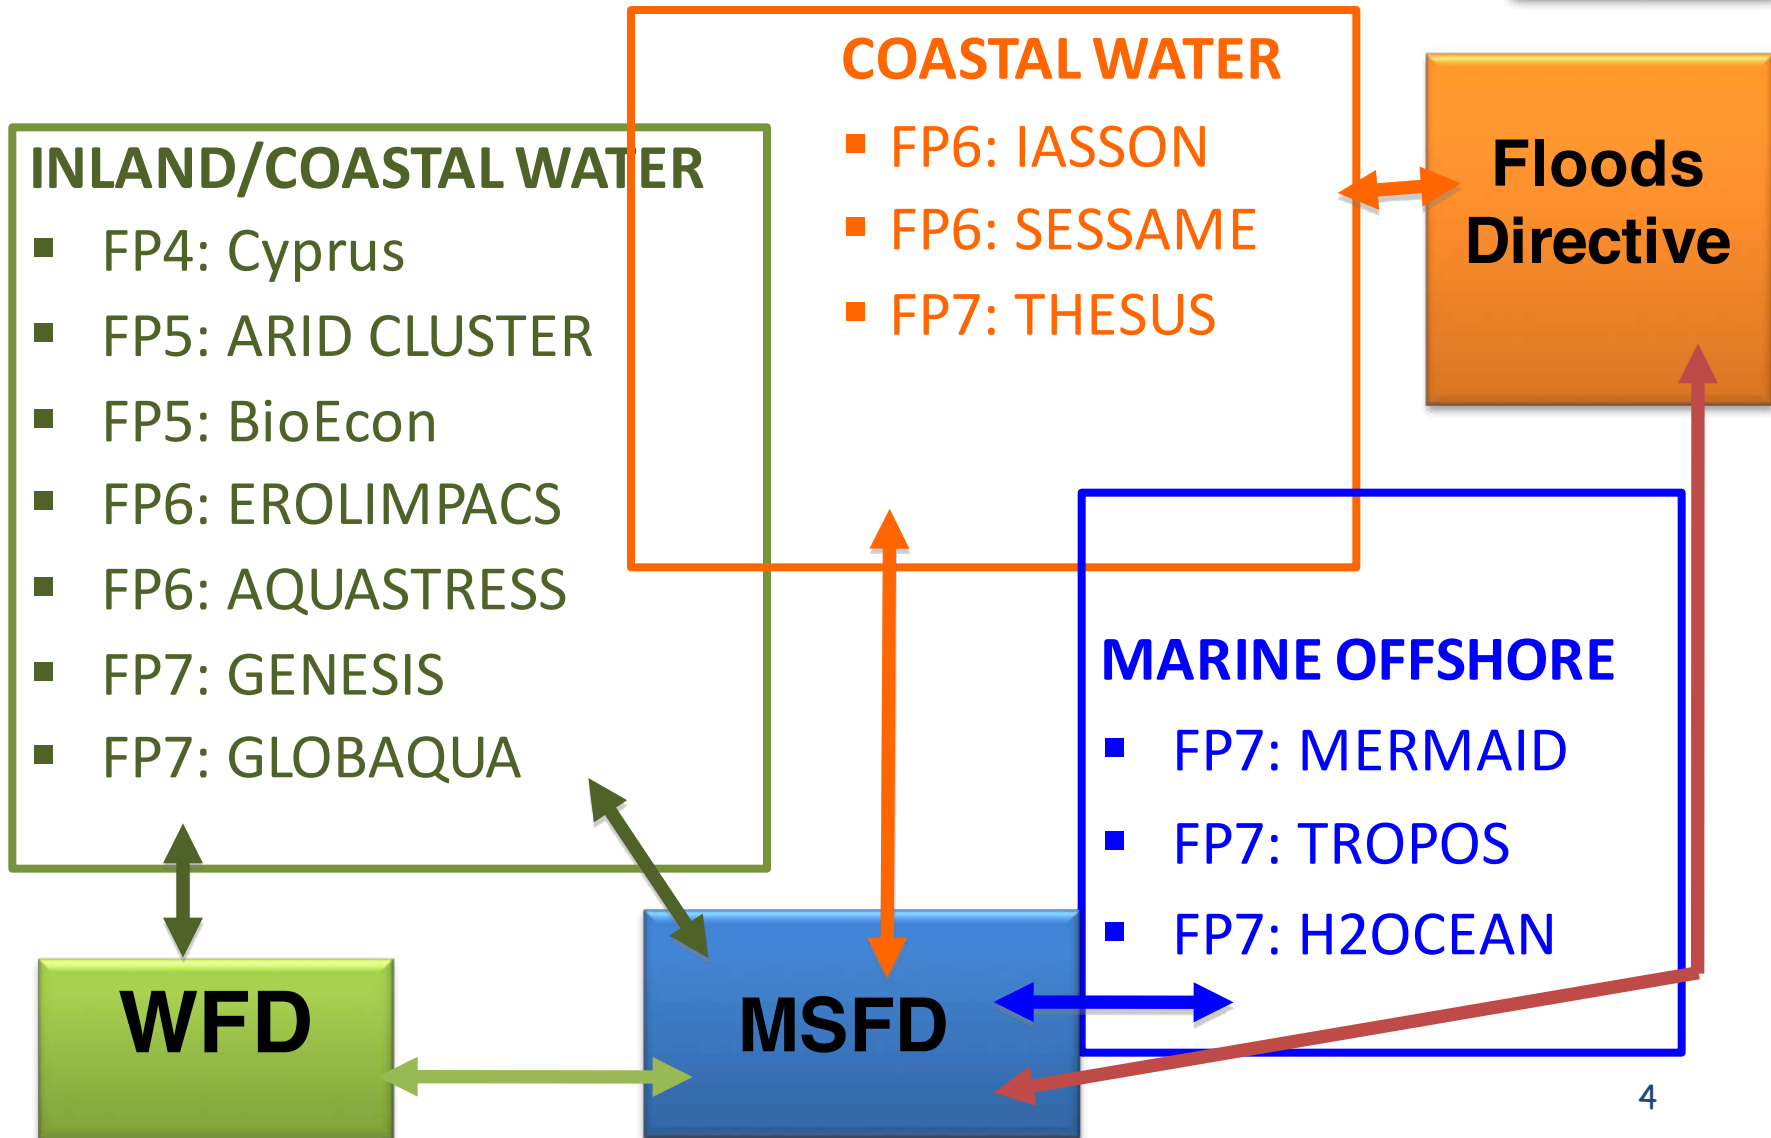 COASTAL WATER
▪ FP6: IASSON
▪ FP6: SESSAME
▪ FP7: THESUS
Floods
Directive
INLAND/COASTAL WATER
▪ FP4: Cyprus
▪ FP5: ARID CLUSTER
▪ FP5: BioEcon
▪ FP6: EROLIMPACS
▪ FP6: AQUASTRESS
▪ FP7: GENESIS
▪ FP7: GLOBAQUA
MARINE OFFSHORE
▪ FP7: MERMAID
▪ FP7: TROPOS
▪ FP7: H2OCEAN
WFD
MSFD
4